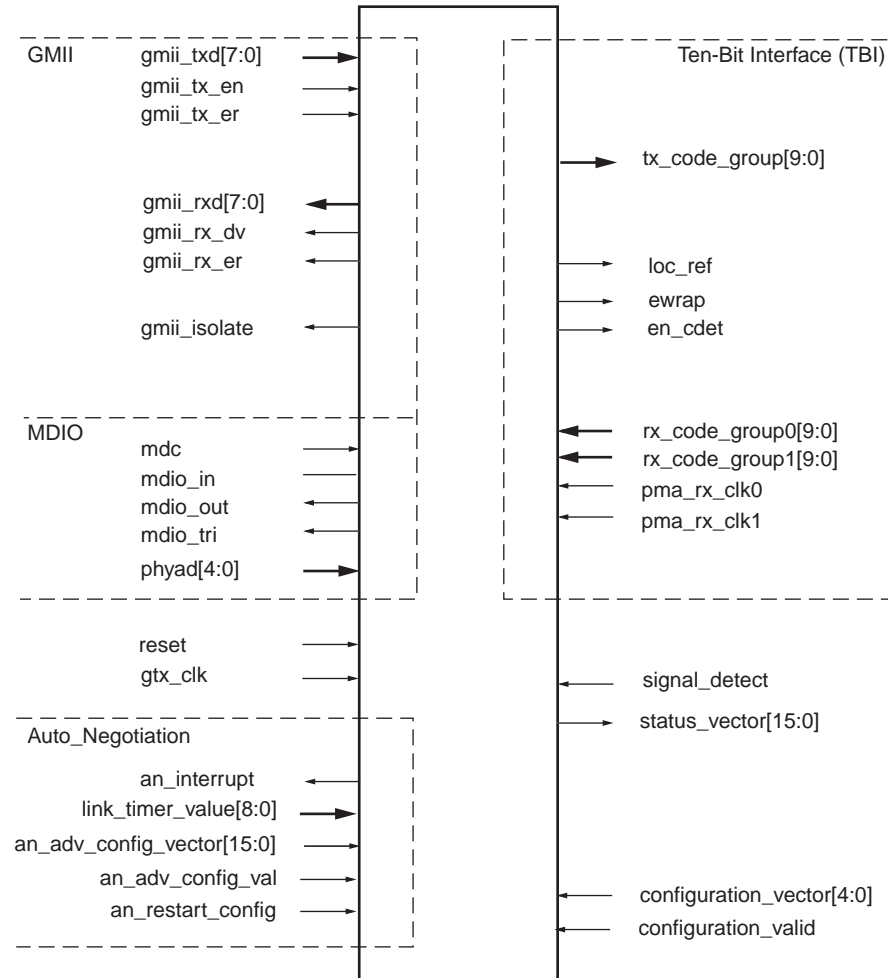 GMII
gmii_txd[7:0]
gmii_tx_en
gmii_tx_er
gmii_rxd[7:0]
gmii_rx_dv
gmii_rx_er
gmii_isolate
MDIO
mdc
mdio_in
mdio_out
mdio_tri
phyad[4:0]
reset
gtx_clk
Auto_Negotiation
an_interrupt
link_timer_value[8:0]
an_adv_config_vector[15:0]
an_adv_config_val
an_restart_config
Ten-Bit Interface (TBI)
tx_code_group[9:0]
loc_ref
ewrap
en_cdet
rx_code_group0[9:0]
rx_code_group1[9:0]
pma_rx_clk0
pma_rx_clk1
signal_detect
status_vector[15:0]
configuration_vector[4:0]
configuration_valid